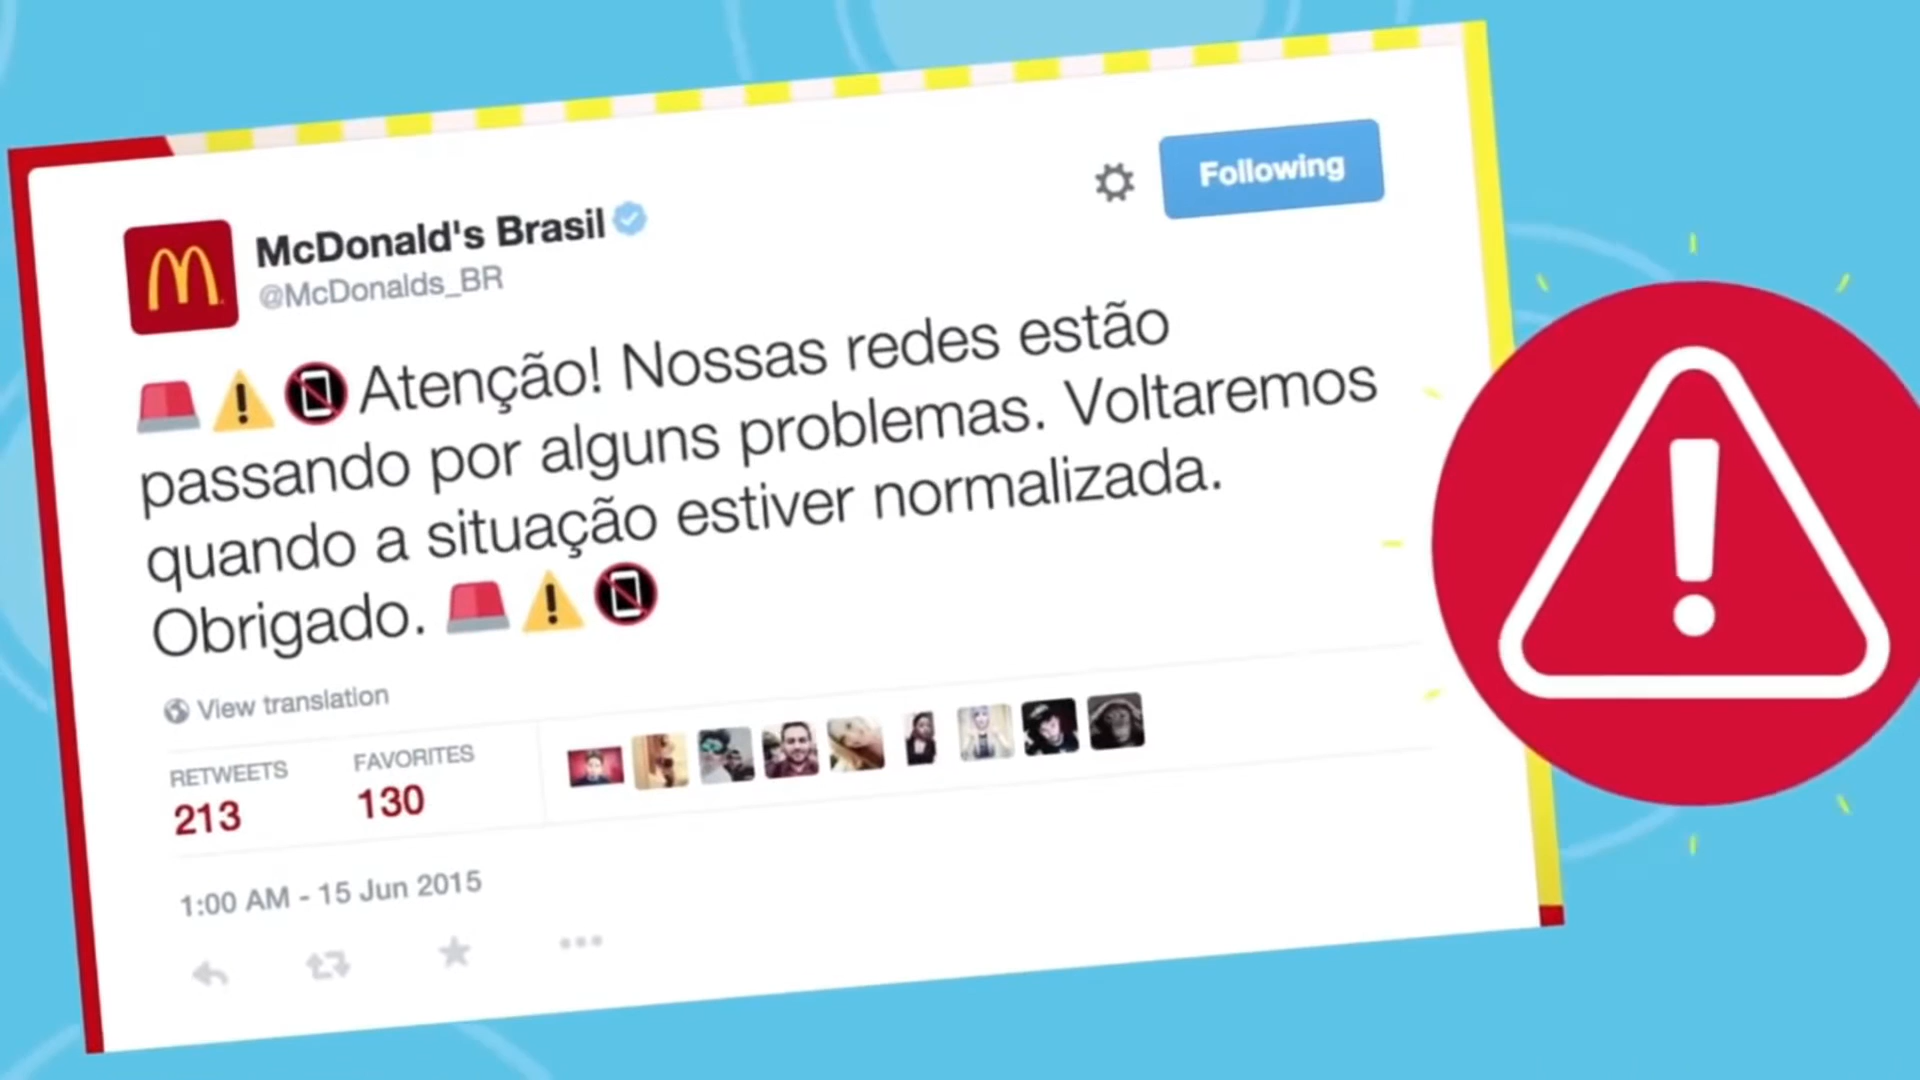 McDonald's Brasil
@McDonalds_BR
Following
🚨⚠️📵Atenção! Nossas redes estão
passando por alguns problemas. Voltaremos
quando a situação estiver normalizada.
Obrigado. 🚨⚠️📵
View translation
RETWEETS
213
FAVORITES
130
1:00 AM - 15 Jun 2015